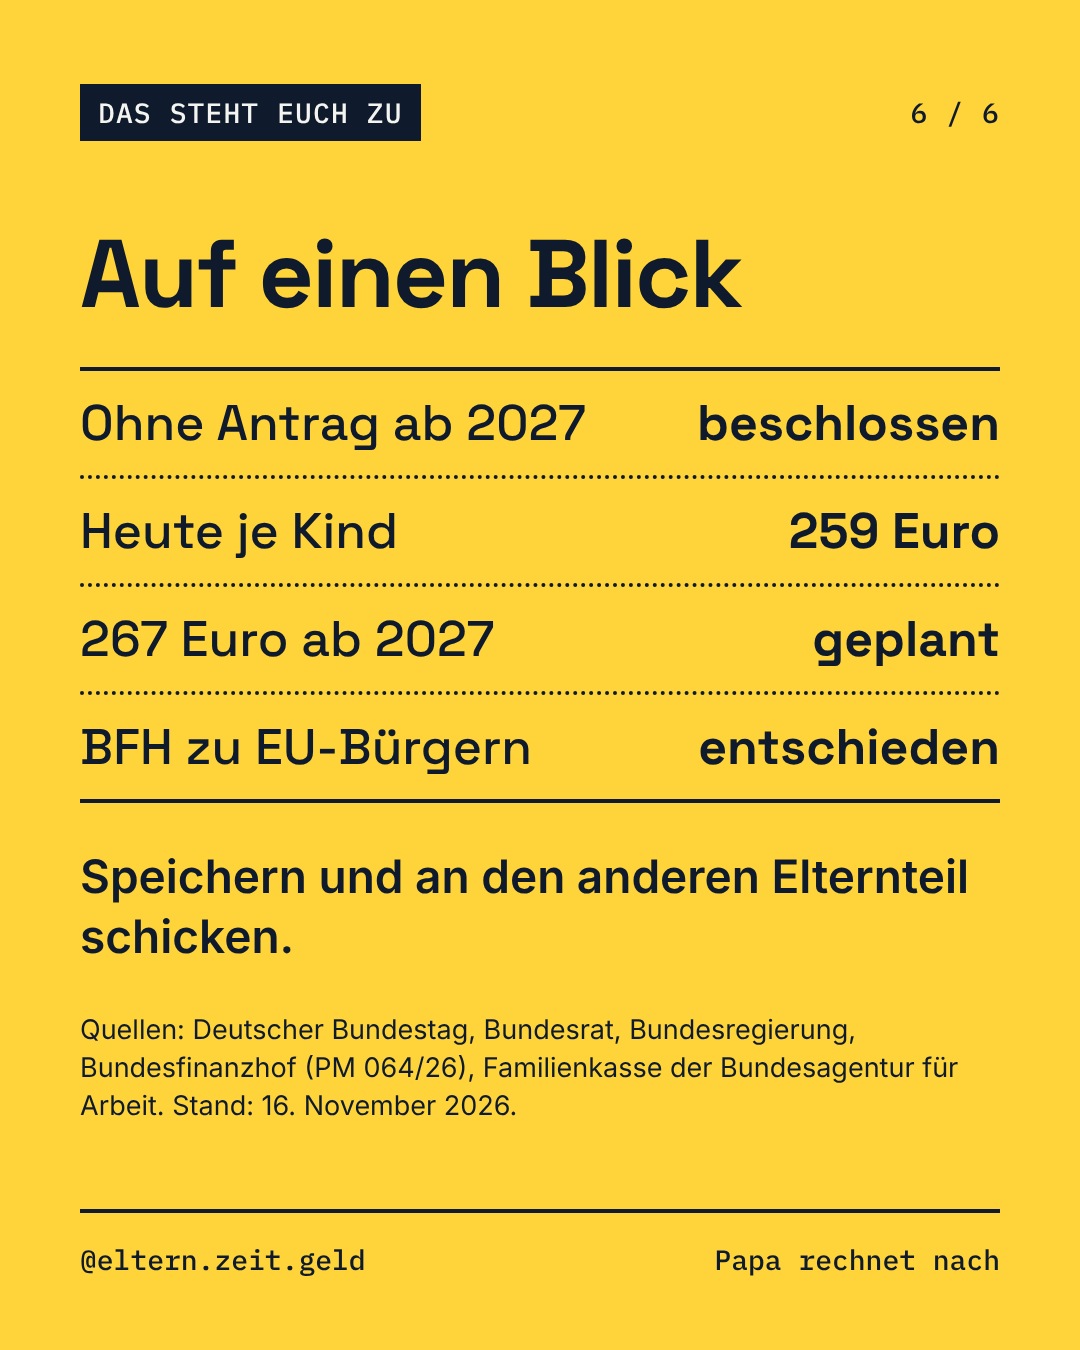 DAS STEHT EUCH ZU
6 / 6
Auf einen Blick
Ohne Antrag ab 2027 beschlossen
Heute je Kind 259 Euro
267 Euro ab 2027 geplant
BFH zu EU-Bürgern entschieden
Speichern und an den anderen Elternteil
schicken.
Quellen: Deutscher Bundestag, Bundesrat, Bundesregierung,
Bundesfinanzhof (PM 064/26), Familienkasse der Bundesagentur für
Arbeit. Stand: 16. November 2026.
@eltern.zeit.geld
Papa rechnet nach